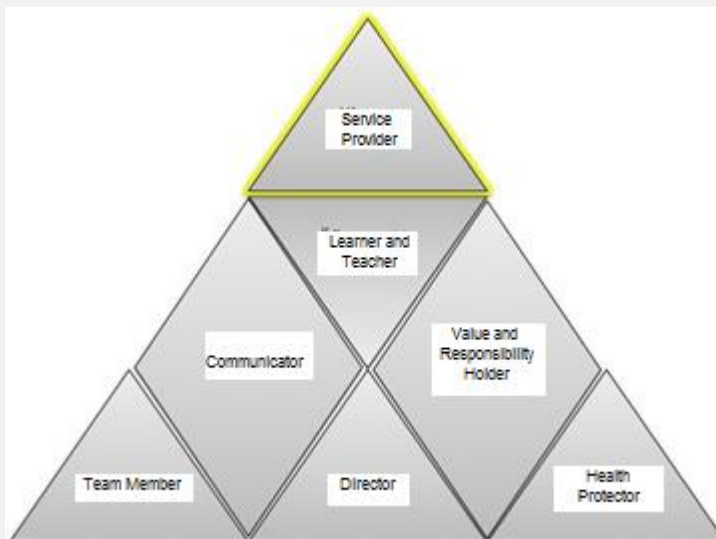 Service
Provider
Learner and
Teacher
Communicator
Value and
Responsibility
Holder
Team Member
Director
Health
Protector